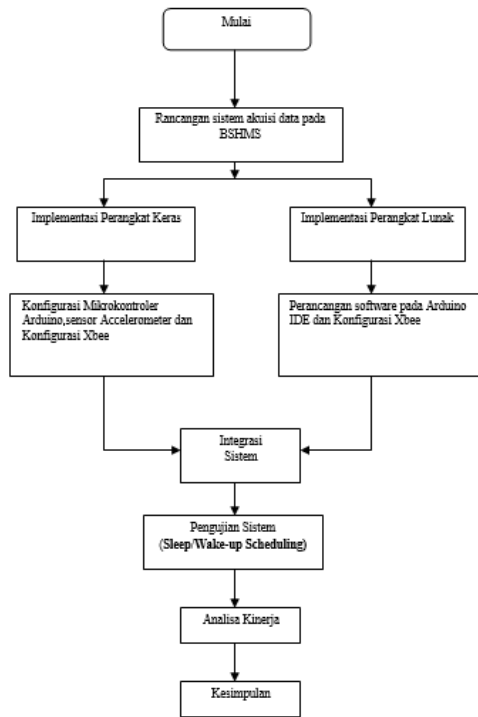 Mulai
Rancangan sistem akuisi data pada
BSHMS
Implementasi Perangkat Keras
Implementasi Perangkat Lunak
Konfigurasi Mikrokontroler
Arduino,sensor Accelerometer dan
Konfigurasi Xbee
Perancangan software pada Arduino
IDE dan Konfigurasi Xbee
Integrasi
Sistem
Pengujian Sistem
(Sleep/Wake-up Scheduling)
Analisa Kinerja
Kesimpulan